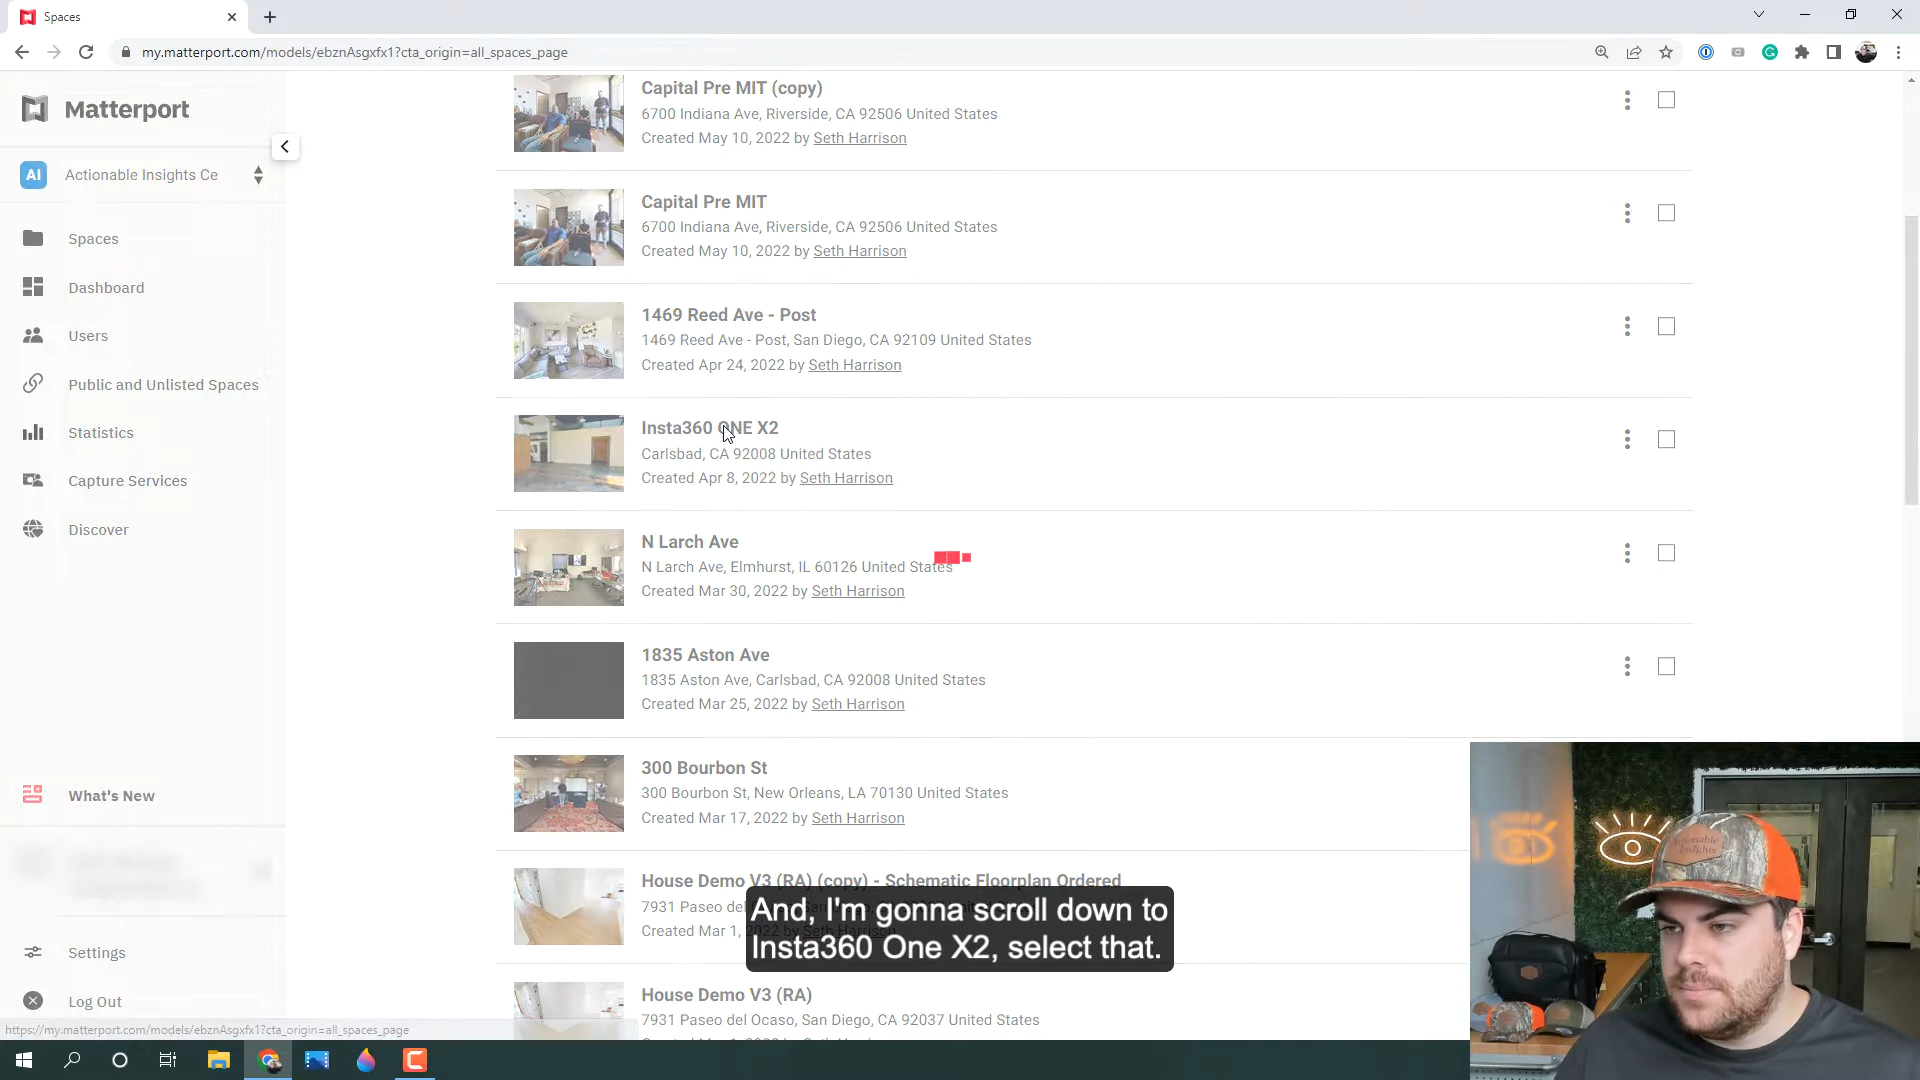 Spaces
my.matterport.com/models/ebznAsgxfx1?cta_origin=all_spaces_page
Matterport
AI
Actionable Insights Ce
Spaces
Dashboard
Users
Public and Unlisted Spaces
Statistics
Capture Services
Discover
What's New
Settings
Log Out
Capital Pre MIT (copy)
6700 Indiana Ave, Riverside, CA 92506 United States
Created May 10, 2022 by Seth Harrison
Capital Pre MIT
6700 Indiana Ave, Riverside, CA 92506 United States
Created May 10, 2022 by Seth Harrison
1469 Reed Ave - Post
1469 Reed Ave - Post, San Diego, CA 92109 United States
Created Apr 24, 2022 by Seth Harrison
Insta360 ONE X2
Carlsbad, CA 92008 United States
Created Apr 8, 2022 by Seth Harrison
N Larch Ave
N Larch Ave, Elmhurst, IL 60126 United States
Created Mar 30, 2022 by Seth Harrison
1835 Aston Ave
1835 Aston Ave, Carlsbad, CA 92008 United States
Created Mar 25, 2022 by Seth Harrison
300 Bourbon St
300 Bourbon St, New Orleans, LA 70130 United States
Created Mar 17, 2022 by Seth Harrison
House Demo V3 (RA) (copy) - Schematic Floorplan Ordered
7931 Paseo del
Created Mar 1, 2022 by Seth Harrison
And, I'm gonna scroll down to
Insta360 One X2, select that.
House Demo V3 (RA)
7931 Paseo del Ocaso, San Diego, CA 92037 United States
Actionable
Insights
https://my.matterport.com/models/ebznAsgxfx1?cta_origin=all_spaces_page